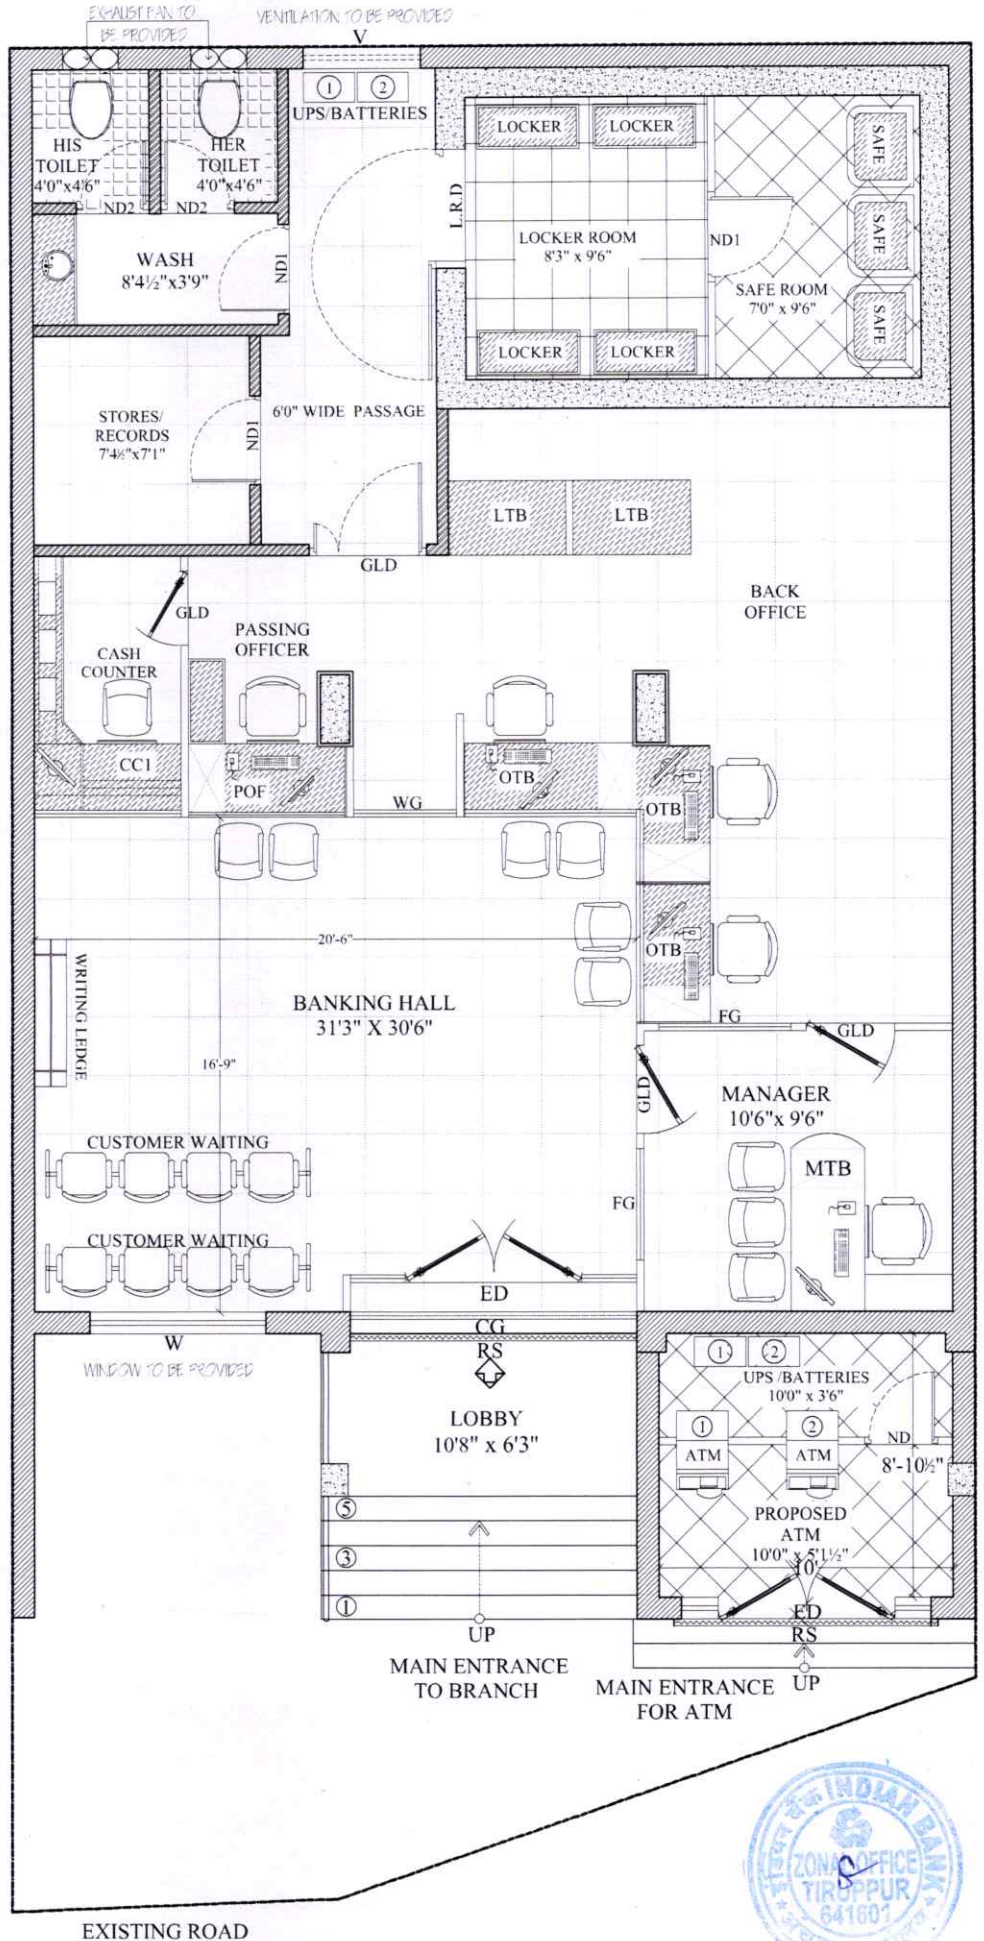 EXHAUST FAN TO
BE PROVIDED
VENTILATION TO BE PROVIDED
V
① ②
UPS/BATTERIES
HIS
TOILET
4'0"x4'6"
HER
TOILET
4'0"x4'6"
ND2
ND2
WASH
8'4½"x3'9"
ND1
L.R.D
LOCKER
LOCKER
LOCKER ROOM
8'3" x 9'6"
LOCKER
LOCKER
ND1
SAFE
SAFE
SAFE
SAFE ROOM
7'0" x 9'6"
STORES/
RECORDS
7'4½"x7'1"
ND1
6'0" WIDE PASSAGE
GLD
LTB
LTB
BACK
OFFICE
CASH
COUNTER
GLD
PASSING
OFFICER
CC1
POF
WG
OTB
OTB
OTB
20'-6"
WRITING LEDGE
BANKING HALL
31'3" X 30'6"
16'-9"
FG
GLD
GLD
MANAGER
10'6"x 9'6"
MTB
FG
CUSTOMER WAITING
CUSTOMER WAITING
ED
CG
RS
W
WINDOW TO BE PROVIDED
LOBBY
10'8" x 6'3"
⑤
③
①
UP
MAIN ENTRANCE
TO BRANCH
① ②
UPS /BATTERIES
10'0" x 3'6"
①
ATM
②
ATM
ND
8'-10½"
PROPOSED
ATM
10'0" x 5'1½"
10'
ED
RS
UP
MAIN ENTRANCE
FOR ATM
इंडियन बैंक INDIAN BANK
ZONAL OFFICE
TIRUPPUR
641601
EXISTING ROAD